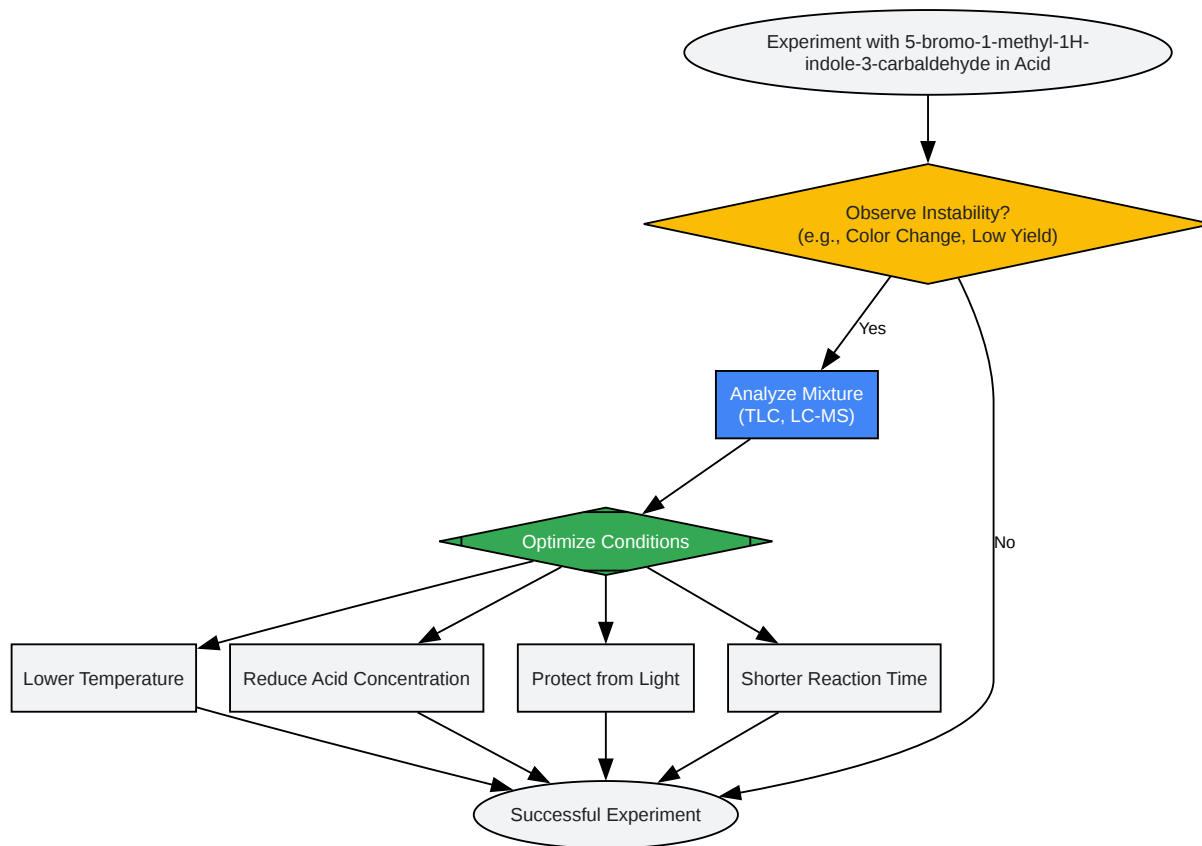 Experiment with 5-bromo-1-methyl-1H-
indole-3-carbaldehyde in Acid
Observe Instability?
(e.g., Color Change, Low Yield)
Yes
Analyze Mixture
(TLC, LC-MS)
Optimize Conditions
No
Lower Temperature
Reduce Acid Concentration
Protect from Light
Shorter Reaction Time
Successful Experiment